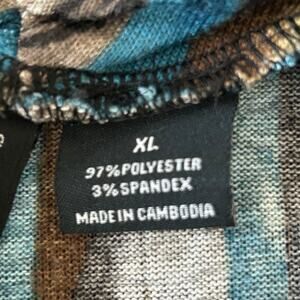 XL
97%POLYESTER
3%SPANDEX
MADE IN CAMBODIA